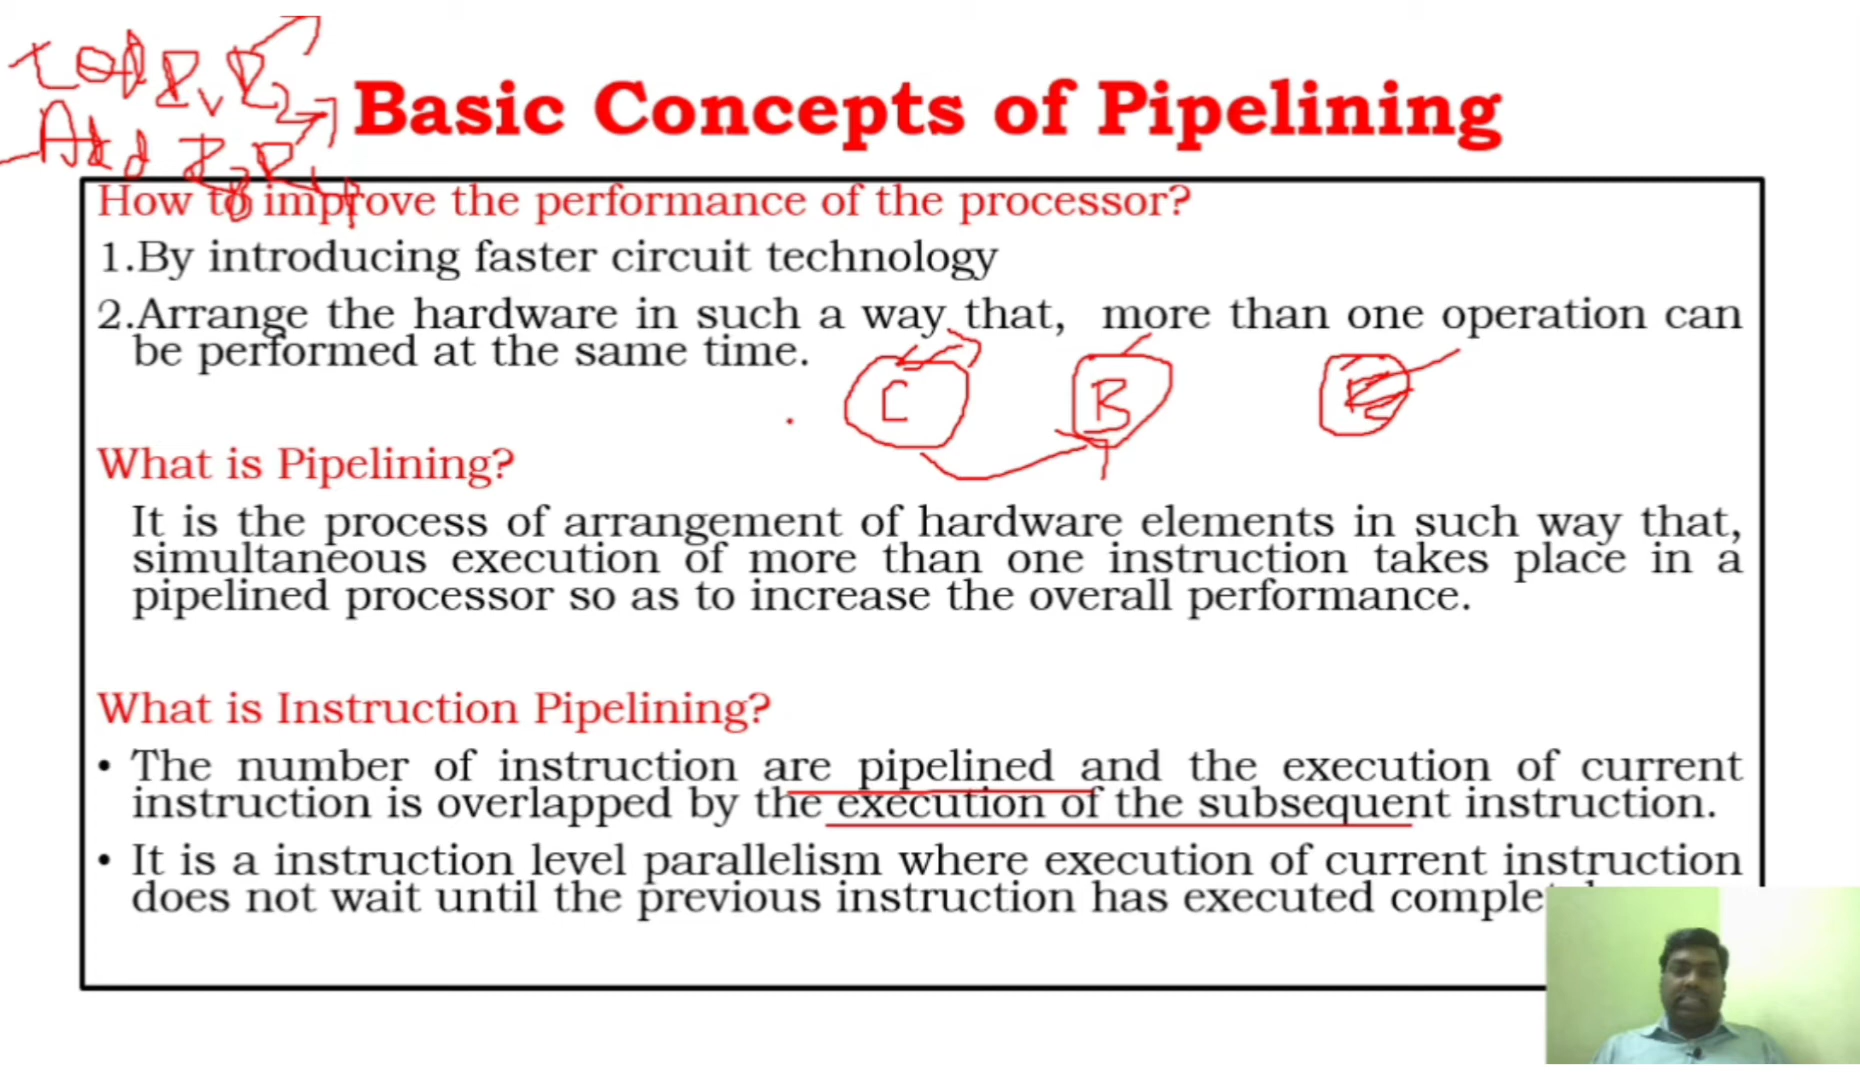 Basic Concepts of Pipelining
Add
How to improve the performance of the processor?
1.By introducing faster circuit technology
2.Arrange the hardware in such a way that, more than one operation can
be performed at the same time.
C B
What is Pipelining?
It is the process of arrangement of hardware elements in such way that,
simultaneous execution of more than one instruction takes place in a
pipelined processor so as to increase the overall performance.
What is Instruction Pipelining?
• The number of instruction are pipelined and the execution of current
instruction is overlapped by the execution of the subsequent instruction.
• It is a instruction level parallelism where execution of current instruction
does not wait until the previous instruction has executed